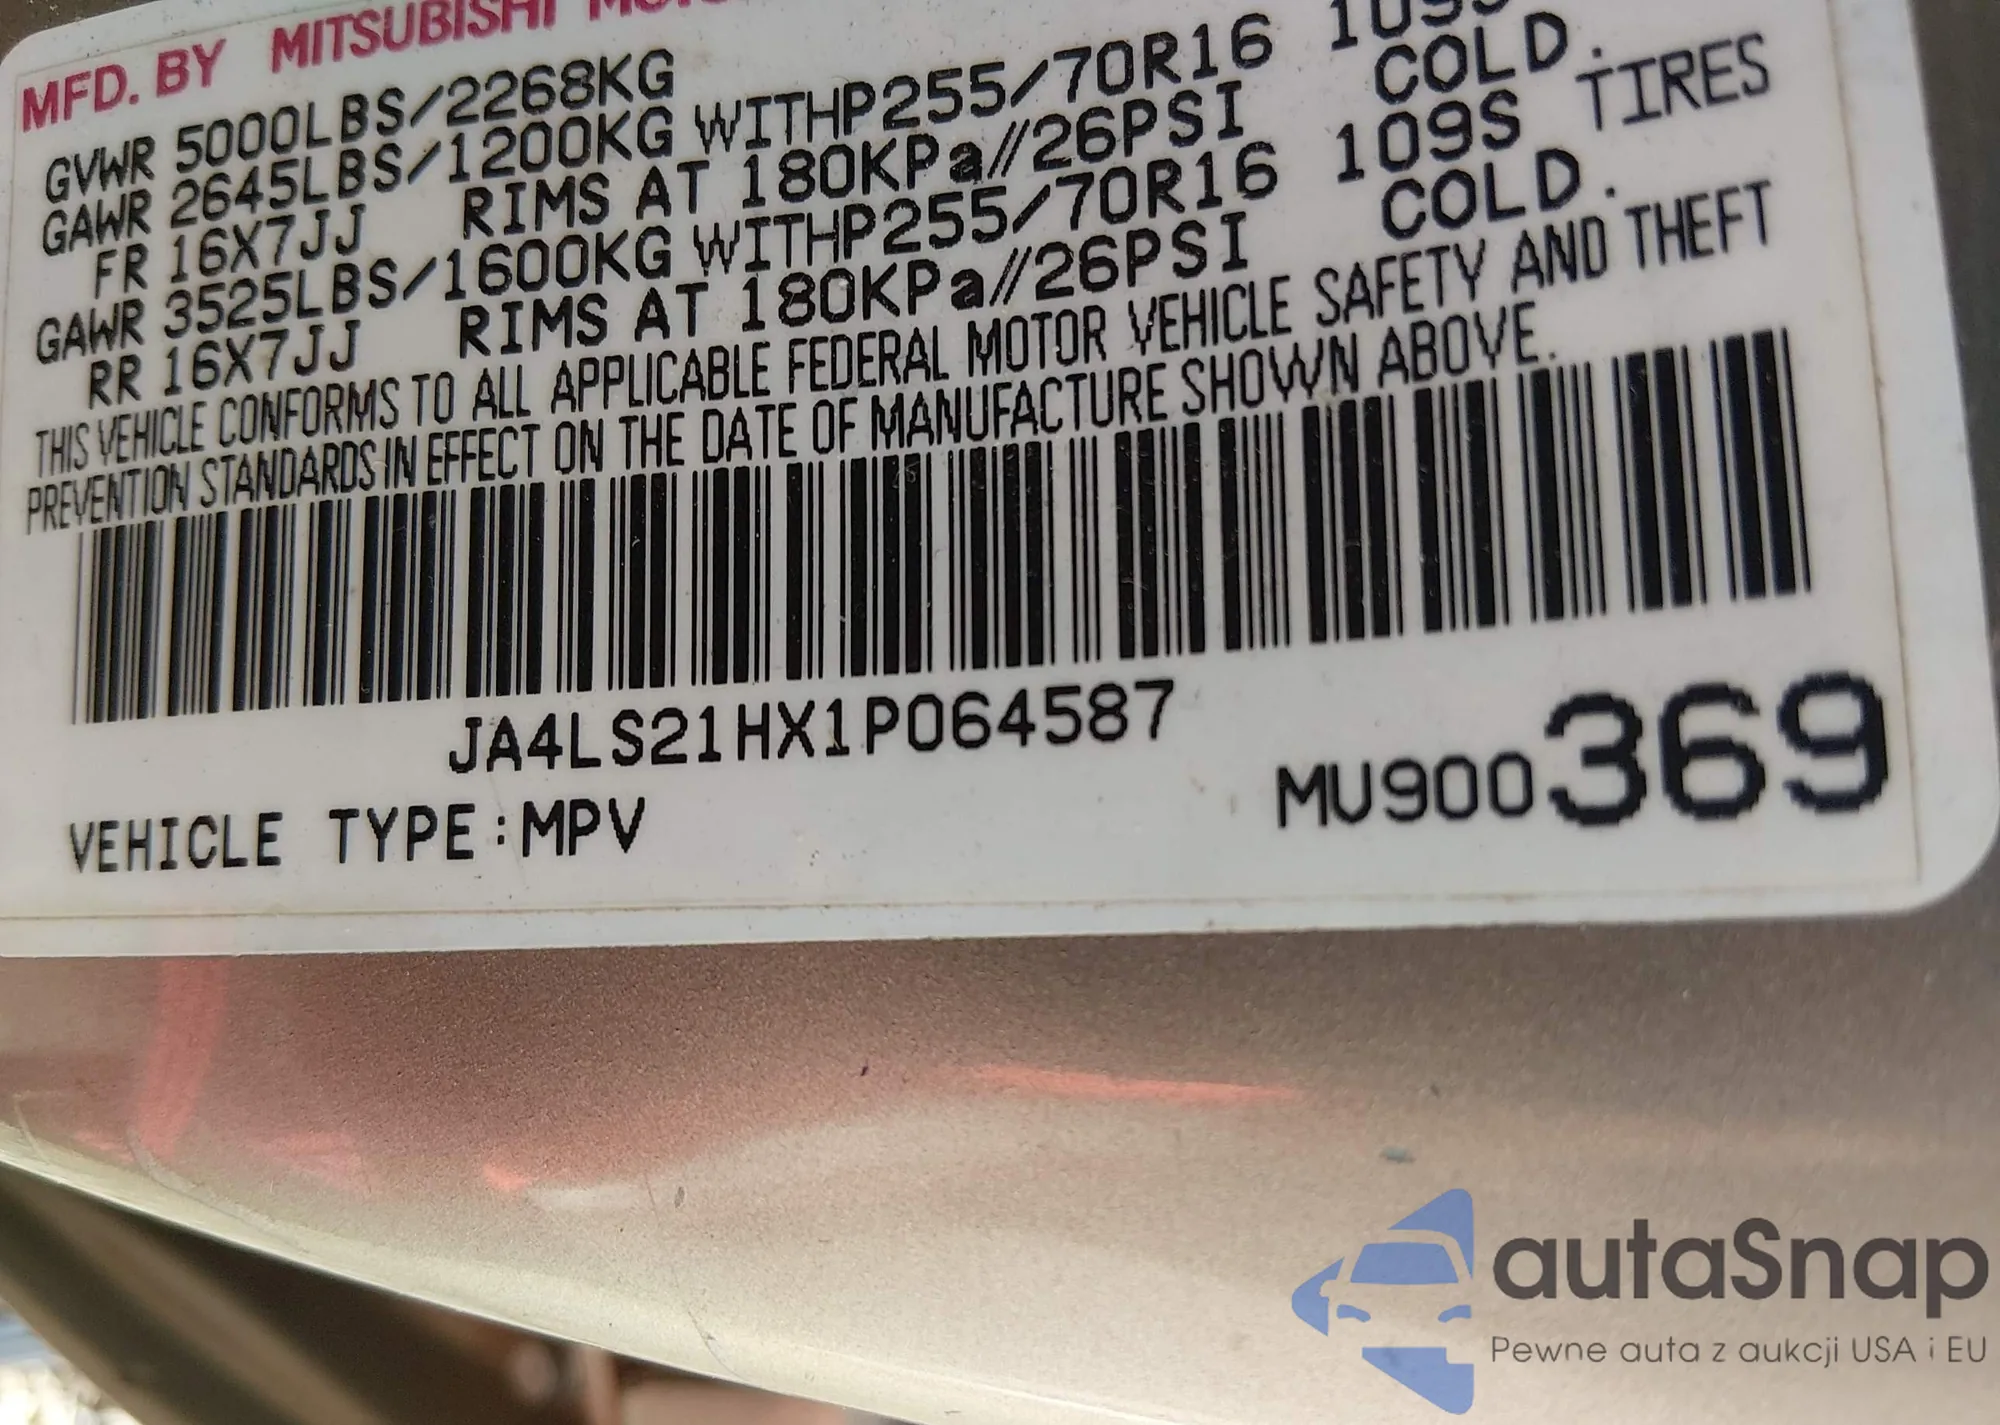 MFD. BY MITSUBISHI
GVWR 5000LBS/2268KG
GAWR 2645LBS/1200KG WITHP255/70R16 109S
FR 16X7JJ RIMS AT 180KPa//26PSI COLD.
GAWR 3525LBS/1600KG WITHP255/70R16 109S TIRES
RR 16X7JJ RIMS AT 180KPa//26PSI COLD.
THIS VEHICLE CONFORMS TO ALL APPLICABLE FEDERAL MOTOR VEHICLE SAFETY AND THEFT
PREVENTION STANDARDS IN EFFECT ON THE DATE OF MANUFACTURE SHOWN ABOVE.
JA4LS21HX1P064587
MU900369
VEHICLE TYPE:MPV
autaSnap
Pewne auta z aukcji USA i EU